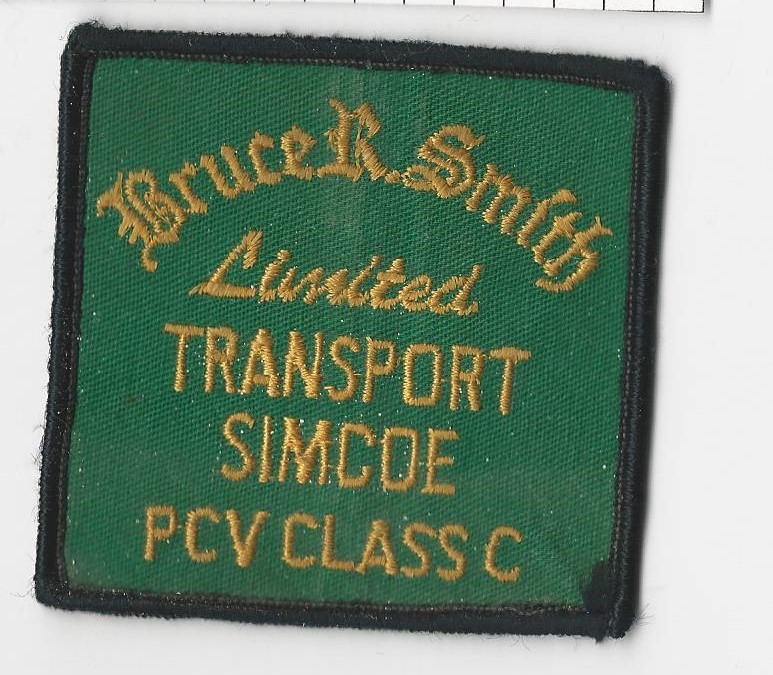 Bruce R. Smith
Limited
TRANSPORT
SIMCOE
PCV CLASS C